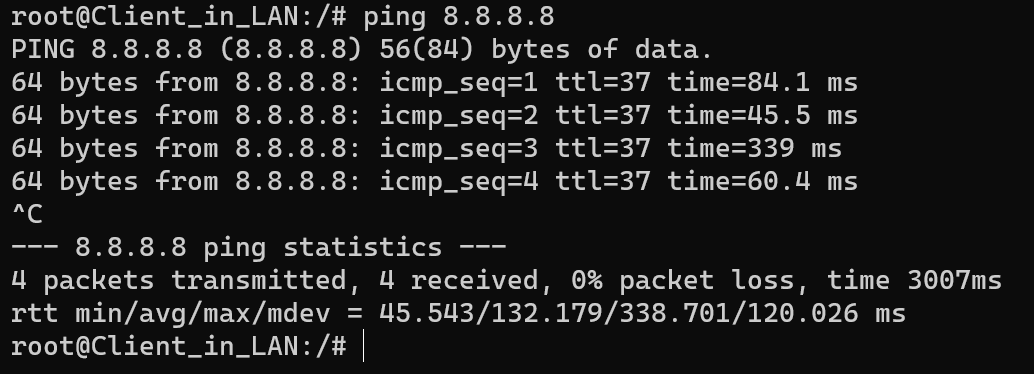 root@Client_in_LAN:/# ping 8.8.8.8
PING 8.8.8.8 (8.8.8.8) 56(84) bytes of data.
64 bytes from 8.8.8.8: icmp_seq=1 ttl=37 time=84.1 ms
64 bytes from 8.8.8.8: icmp_seq=2 ttl=37 time=45.5 ms
64 bytes from 8.8.8.8: icmp_seq=3 ttl=37 time=339 ms
64 bytes from 8.8.8.8: icmp_seq=4 ttl=37 time=60.4 ms
^C
--- 8.8.8.8 ping statistics ---
4 packets transmitted, 4 received, 0% packet loss, time 3007ms
rtt min/avg/max/mdev = 45.543/132.179/338.701/120.026 ms
root@Client_in_LAN:/#